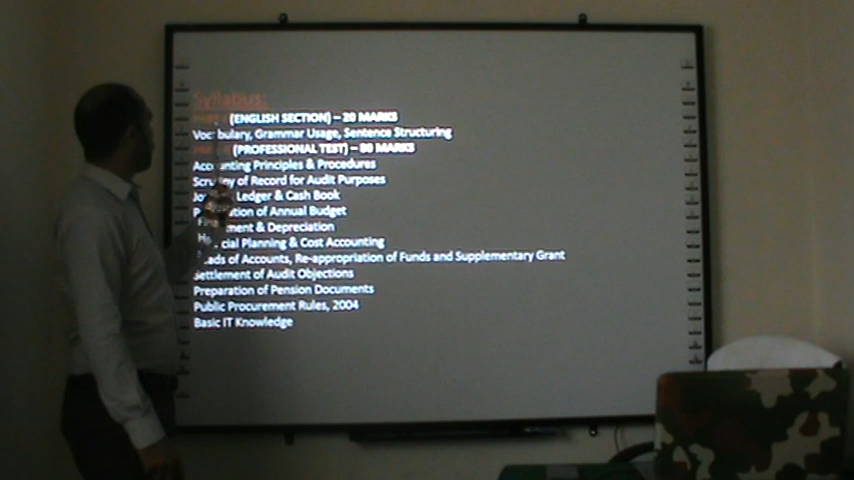 Syllabus:
(ENGLISH SECTION) – 20 MARKS
Vocabulary, Grammar Usage, Sentence Structuring
(PROFESSIONAL TEST) – 80 MARKS
Accounting Principles & Procedures
Scrutiny of Record for Audit Purposes
Ledger & Cash Book
of Annual Budget
& Depreciation
Planning & Cost Accounting
of Accounts, Re-appropriation of Funds and Supplementary Grant
Settlement of Audit Objections
Preparation of Pension Documents
Public Procurement Rules, 2004
Basic IT Knowledge